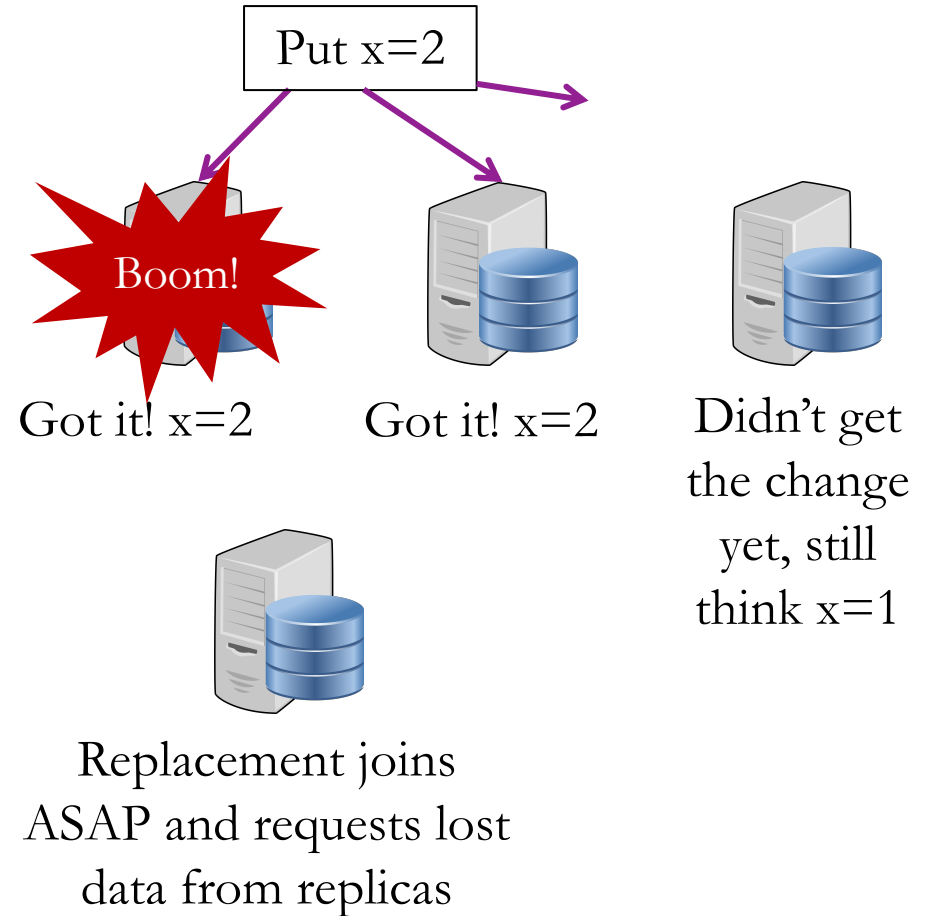 Put x=2
Boom!
Got it! x=2
Got it! x=2
Didn’t get
the change
yet, still
think x=1
Replacement joins
ASAP and requests lost
data from replicas